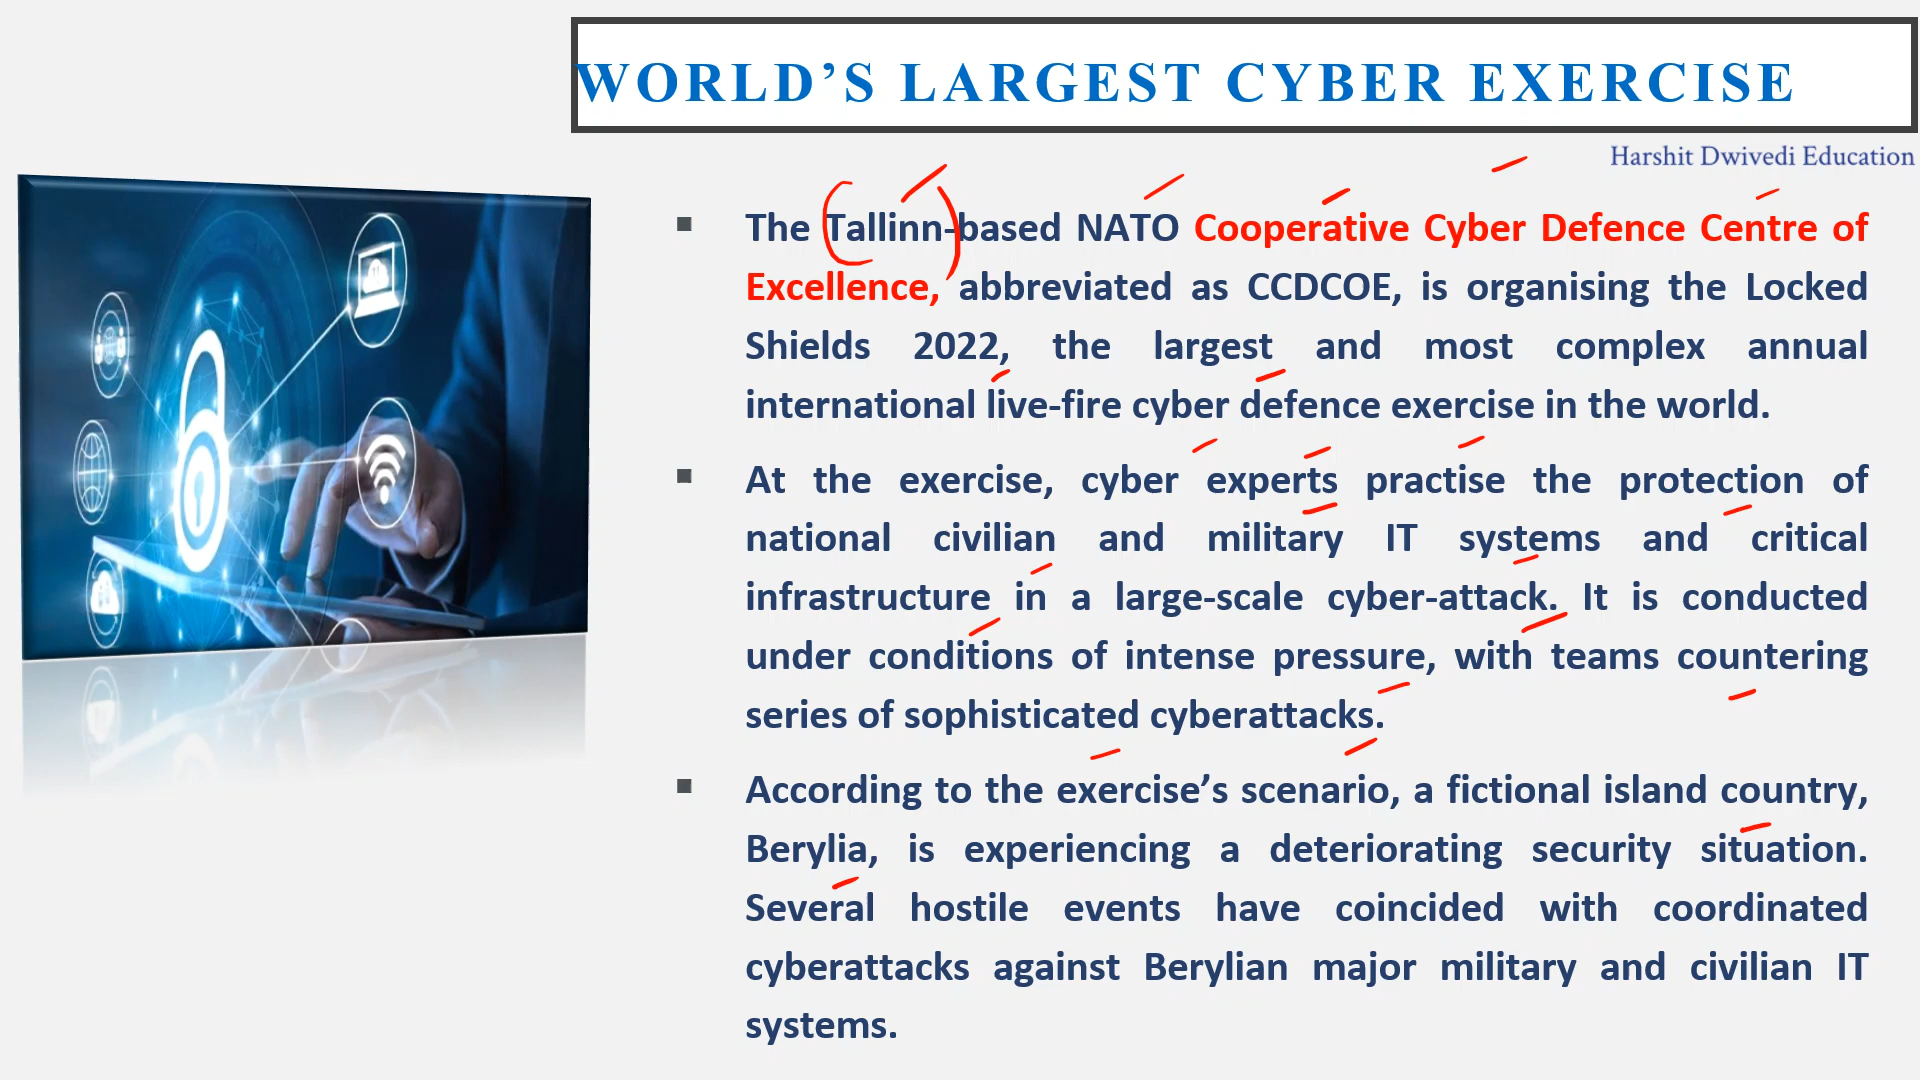 WORLD’S LARGEST CYBER EXERCISE
Harshit Dwivedi Education
▪ The Tallinn-based NATO Cooperative Cyber Defence Centre of
Excellence, abbreviated as CCDCOE, is organising the Locked
Shields 2022, the largest and most complex annual
international live-fire cyber defence exercise in the world.
▪ At the exercise, cyber experts practise the protection of
national civilian and military IT systems and critical
infrastructure in a large-scale cyber-attack. It is conducted
under conditions of intense pressure, with teams countering
series of sophisticated cyberattacks.
▪ According to the exercise’s scenario, a fictional island country,
Berylia, is experiencing a deteriorating security situation.
Several hostile events have coincided with coordinated
cyberattacks against Berylian major military and civilian IT
systems.